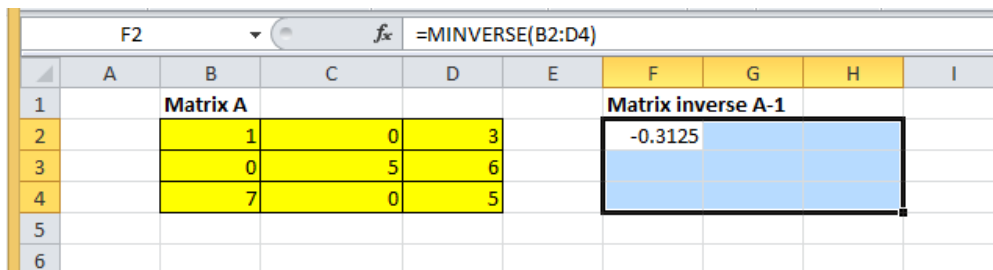 F2 fx =MINVERSE(B2:D4)
A B C D E F G H I
1 Matrix A Matrix inverse A-1
2 1 0 3 -0.3125
3 0 5 6
4 7 0 5
5
6